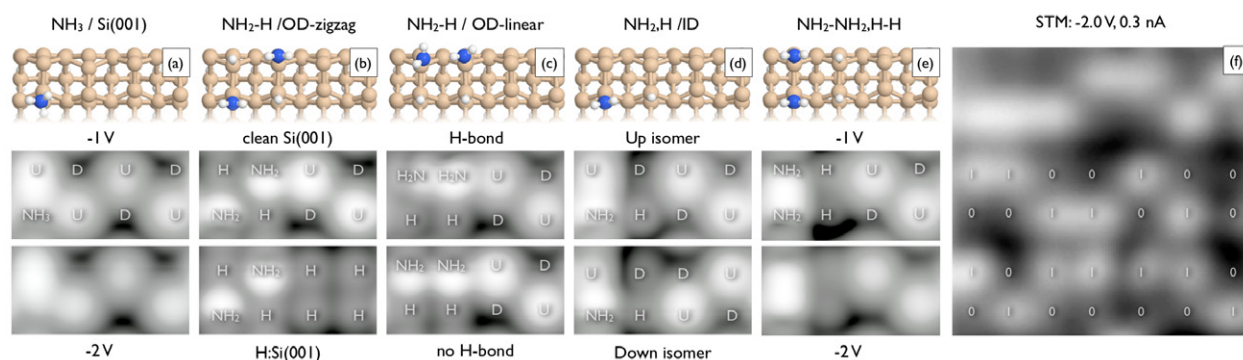 NH₃ / Si(001)
NH₂-H /OD-zigzag
NH₂-H / OD-linear
NH₂,H /ID
NH₂-NH₂,H-H
STM: -2.0 V, 0.3 nA
(a)
(b)
(c)
(d)
(e)
(f)
-1 V
clean Si(001)
H-bond
Up isomer
-1 V
U D U D
NH₃ U D U
H NH₂ U D
NH₂ H D U
H₂N H₂N U D
H H D U
U D U D
NH₂ H D U
NH₂ U D U
NH₂ H D U
H NH₂ H H
NH₂ H H H
NH₂ NH₂ U D
H H D U
U D D U
NH₂ H U D
-2 V
H:Si(001)
no H-bond
Down isomer
-2 V
1 1 0 0 1 0 0
0 0 1 1 0 1 0
1 0 1 1 1 1 0
0 1 0 0 0 0 1